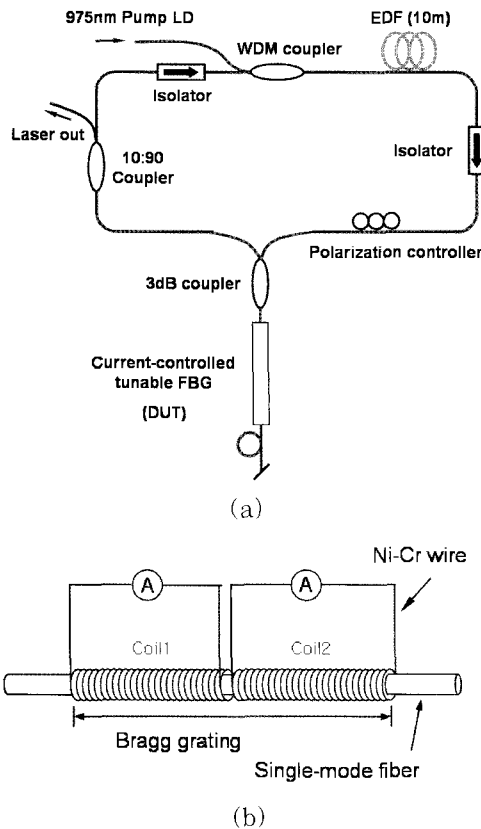 975nm Pump LD
WDM coupler
EDF (10m)
Isolator
Laser out
10:90
Coupler
Isolator
Polarization controller
3dB coupler
Current-controlled
tunable FBG
(DUT)
(a)
Ni-Cr wire
A
A
Coil1
Coil2
Bragg grating
Single-mode fiber
(b)